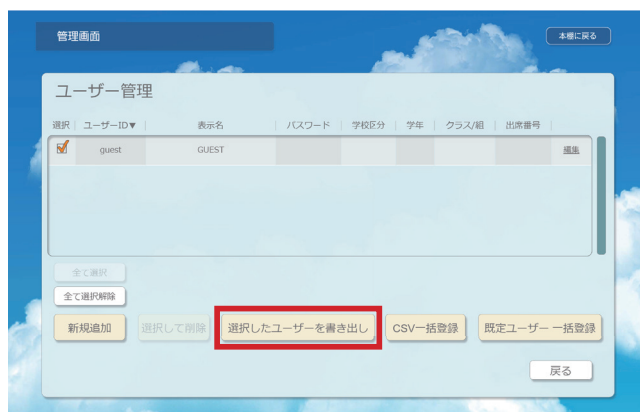 管理画面
本棚に戻る
ユーザー管理
選択 ユーザーID▼ 表示名 パスワード 学校区分 学年 クラス/組 出席番号
guest GUEST 編集
全て選択
全て選択解除
新規追加 選択して削除 選択したユーザーを書き出し CSV一括登録 既定ユーザー 一括登録
戻る